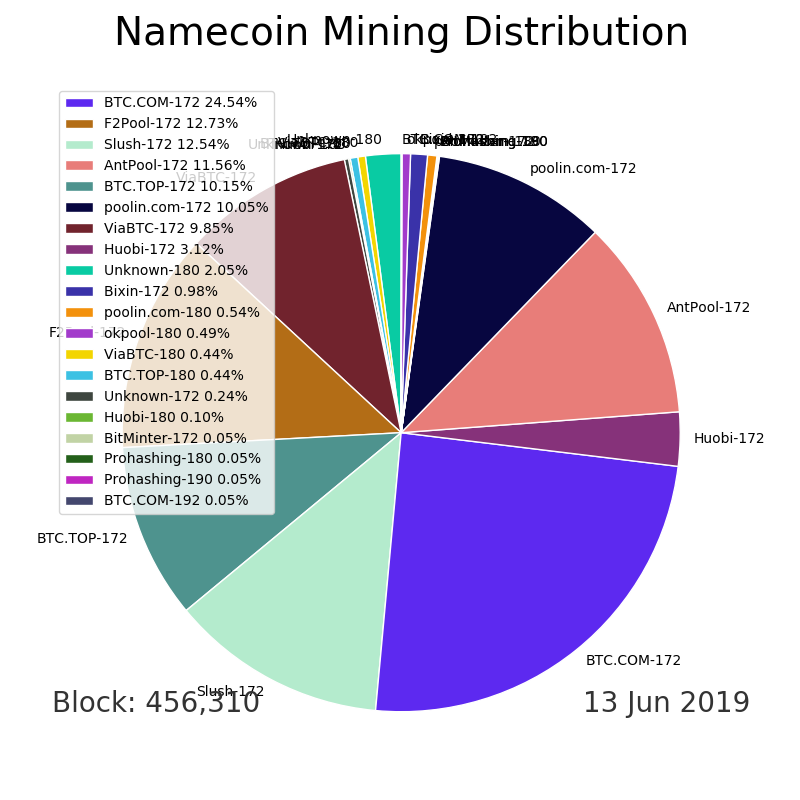 Namecoin Mining Distribution
BTC.COM-172 24.54%
F2Pool-172 12.73%
Slush-172 12.54%
AntPool-172 11.56%
BTC.TOP-172 10.15%
poolin.com-172 10.05%
ViaBTC-172 9.85%
Huobi-172 3.12%
Unknown-180 2.05%
Bixin-172 0.98%
poolin.com-180 0.54%
okpool-180 0.49%
ViaBTC-180 0.44%
BTC.TOP-180 0.44%
Unknown-172 0.24%
Huobi-180 0.10%
BitMinter-172 0.05%
Prohashing-180 0.05%
Prohashing-190 0.05%
BTC.COM-192 0.05%
Unknown-180
poolin.com-172
ViaBTC-172
AntPool-172
Huobi-172
BTC.TOP-172
BTC.COM-172
Slush-172
Block: 456,310
13 Jun 2019